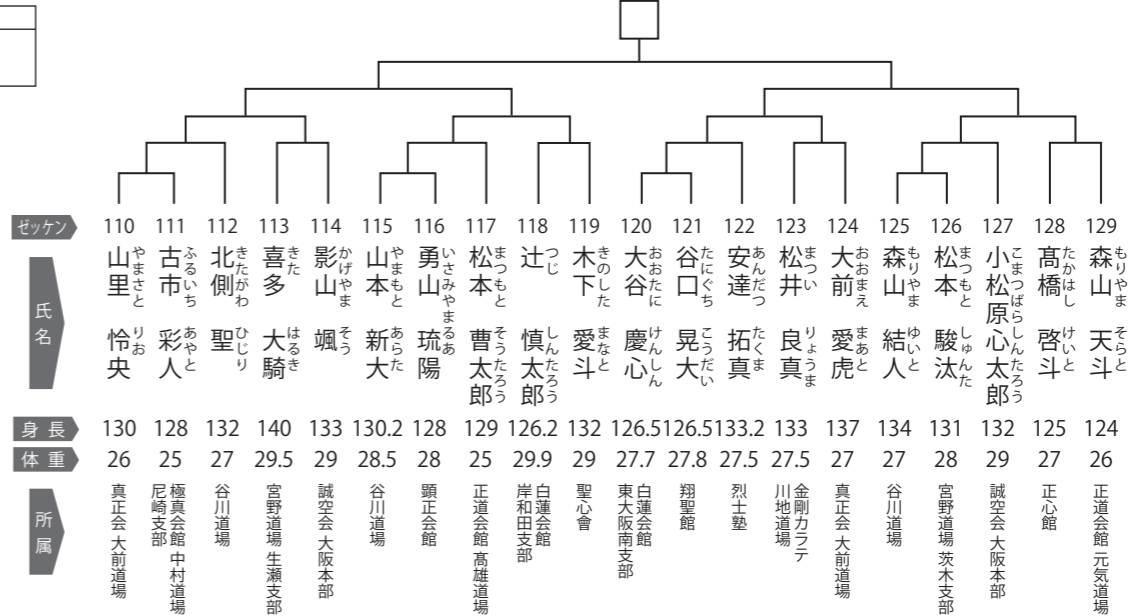 ゼッケン 110 111 112 113 114 115 116 117 118 119 120 121 122 123 124 125 126 127 128 129
氏名
山里 怜央 やまさと りお
古市 彩人 ふるいち あやと
北側 聖 きたがわ ひじり
喜多 大騎 きた はるき
影山 颯 かげやま そう
山本 新大 やまもと あらた
勇山 琉陽 いさみやま るあ
松本 曹太郎 まつもと そうたろう
辻 慎太郎 つじ しんたろう
木下 愛斗 きのした まなと
大谷 慶心 おおたに けんしん
谷口 晃大 たにぐち こうだい
安達 拓真 あんだつ たくま
松井 良真 まつい りょうま
大前 愛虎 おおまえ まあと
森山 結人 もりやま ゆいと
松本 駿汰 まつもと しゅんた
小松原 心太郎 こまつばら しんたろう
髙橋 啓斗 たかはし けいと
森山 天斗 もりやま そらと
身長 130 128 132 140 133 130.2 128 129 126.2 132 126.5 126.5 133.2 133 137 134 131 132 125 124
体重 26 25 27 29.5 29 28.5 28 25 29.9 29 27.7 27.8 27.5 27.5 27 27 28 29 27 26
所属
真正会 大前道場
極真会館 中村道場
尼崎支部
谷川道場
宮野道場 生瀬支部
誠空会 大阪本部
谷川道場
顕正会館
正道会館 髙雄道場
白蓮会館
岸和田支部
聖心會
白蓮会館
東大阪南支部
翔聖館
烈士塾
金剛カラテ
川地道場
真正会 大前道場
谷川道場
宮野道場 茨木支部
誠空会 大阪本部
正心館
正道会館 元気道場